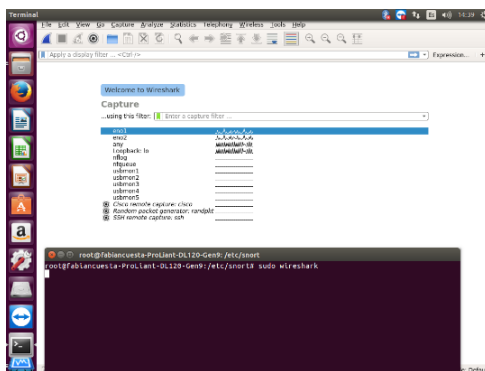 Terminal
14:39
File Edit View Go Capture Analyze Statistics Telephony Wireless Tools Help
Apply a display filter ... <Ctrl-/>
Expression... +
Welcome to Wireshark
Capture
...using this filter: Enter a capture filter ...
eno1
eno2
any
Loopback: lo
nflog
nfqueue
usbmon1
usbmon2
usbmon3
usbmon4
usbmon5
Cisco remote capture: cisco
Random packet generator: randpkt
SSH remote capture: ssh
root@fabiancuesta-ProLiant-DL120-Gen9: /etc/snort
root@fabiancuesta-ProLiant-DL120-Gen9:/etc/snort# sudo wireshark